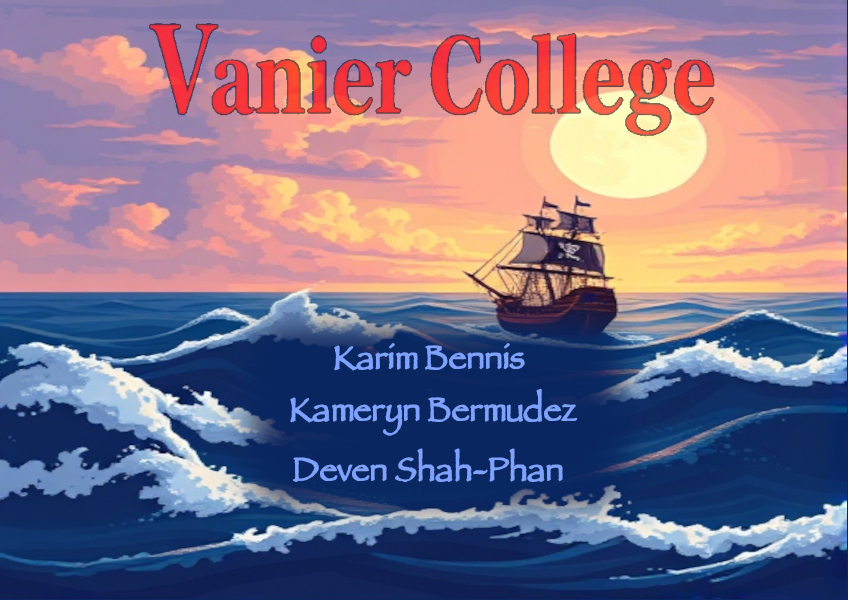 Vanier College
Karim Bennis
Kameryn Bermudez
Deven Shah-Phan